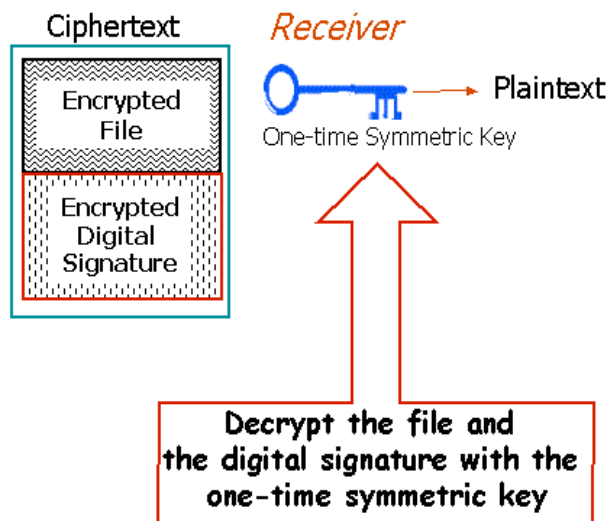 Ciphertext
Receiver
Encrypted
File
Plaintext
One-time Symmetric Key
Encrypted
Digital
Signature
Decrypt the file and
the digital signature with the
one-time symmetric key